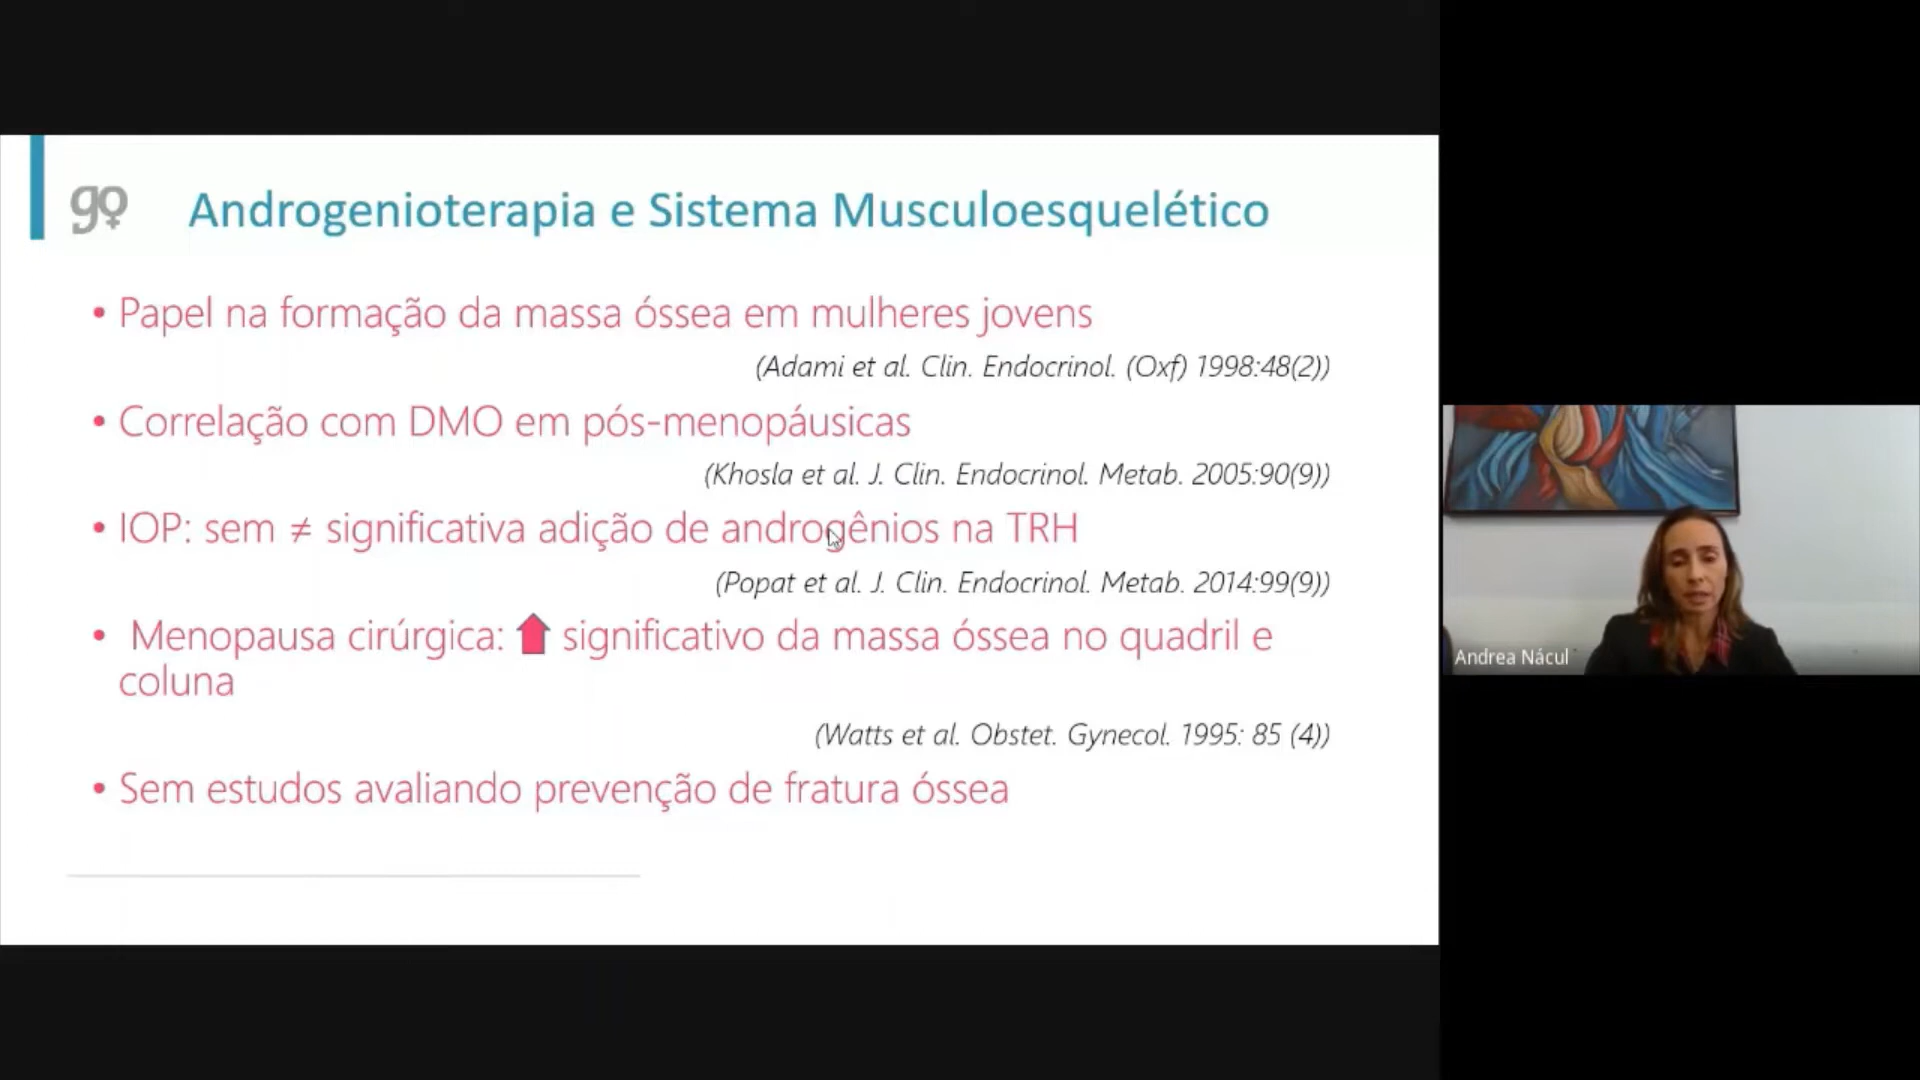 go
Androgenioterapia e Sistema Musculoesquelético
• Papel na formação da massa óssea em mulheres jovens
(Adami et al. Clin. Endocrinol. (Oxf) 1998:48(2))
• Correlação com DMO em pós-menopáusicas
(Khosla et al. J. Clin. Endocrinol. Metab. 2005:90(9))
• IOP: sem ≠ significativa adição de androgênios na TRH
(Popat et al. J. Clin. Endocrinol. Metab. 2014:99(9))
• Menopausa cirúrgica: ⬆ significativo da massa óssea no quadril e
coluna
(Watts et al. Obstet. Gynecol. 1995: 85 (4))
• Sem estudos avaliando prevenção de fratura óssea
Andrea Nácul